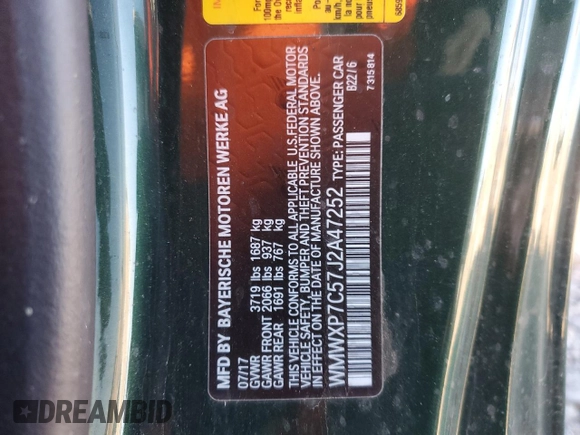 MFD BY BAYERISCHE MOTOREN WERKE AG
07/17
GVWR 3719 lbs 1687 kg
GAWR FRONT 2066 lbs 937 kg
GAWR REAR 1691 lbs 767 kg
THIS VEHICLE CONFORMS TO ALL APPLICABLE U.S.FEDERAL MOTOR
VEHICLE SAFETY, BUMPER AND THEFT PREVENTION STANDARDS
IN EFFECT ON THE DATE OF MANUFACTURE SHOWN ABOVE.
WMWXP7C57J2A47252 TYPE: PASSENGER CAR
B22/6
7 315 814
DREAMBID